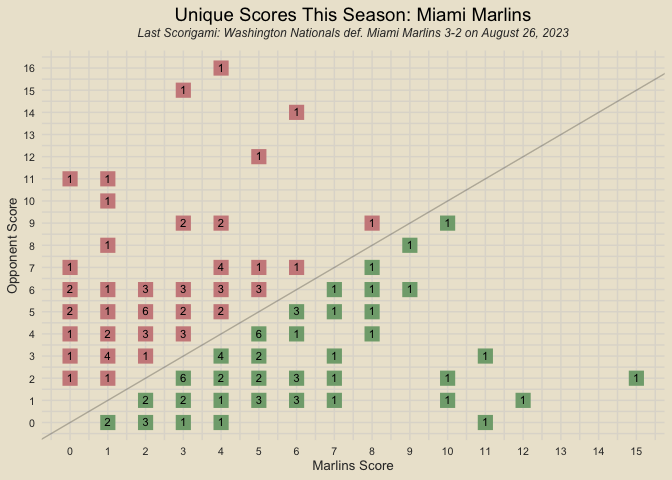 Unique Scores This Season: Miami Marlins
Last Scorigami: Washington Nationals def. Miami Marlins 3-2 on August 26, 2023
Opponent Score
16 1
15 1
14 1
13
12 1
11 1 1
10 1
9 2 2 1 1
8 1 1
7 1 4 1 1 1
6 2 1 3 3 3 3 1 1 1
5 2 1 6 2 2 3 1 1
4 1 2 3 3 6 1 1
3 1 4 1 4 2 1 1
2 1 1 6 2 2 3 1 1 1
1 2 2 1 3 3 1 1 1
0 2 3 1 1 1
0 1 2 3 4 5 6 7 8 9 10 11 12 13 14 15
Marlins Score